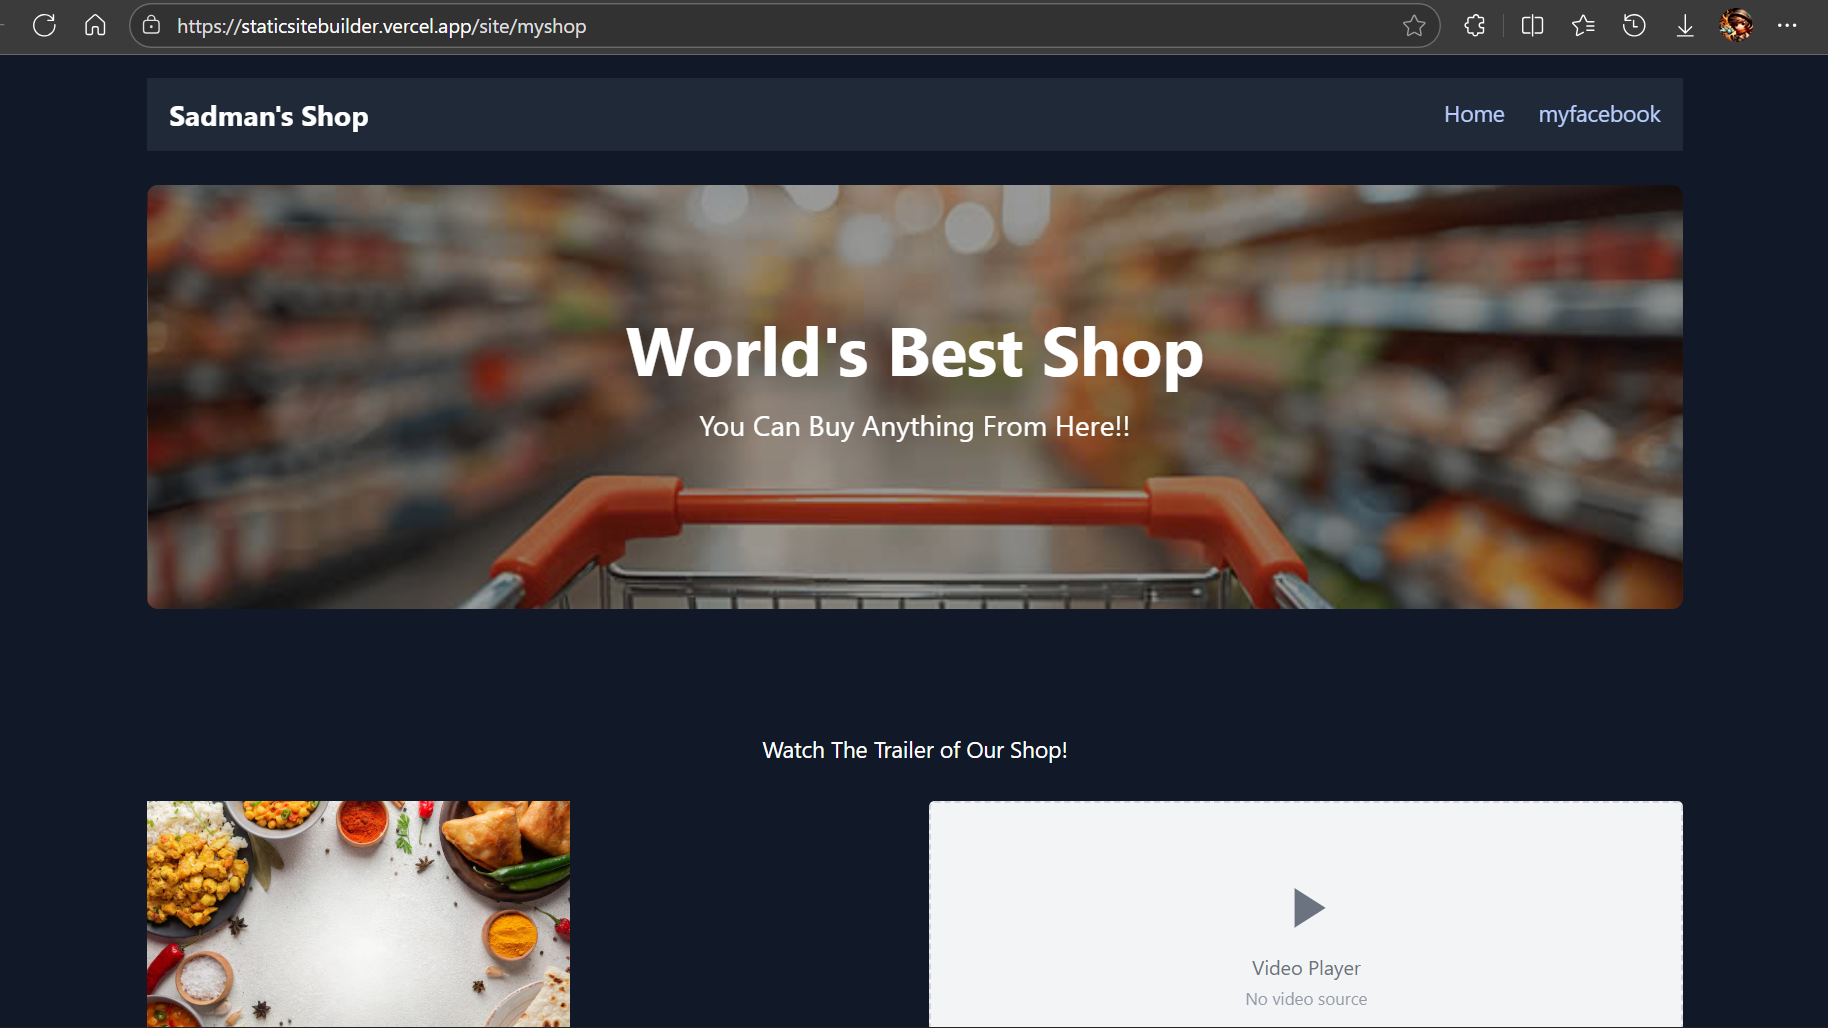 https://staticsitebuilder.vercel.app/site/myshop
Sadman's Shop
Home
myfacebook
World's Best Shop
You Can Buy Anything From Here!!
Watch The Trailer of Our Shop!
Video Player
No video source